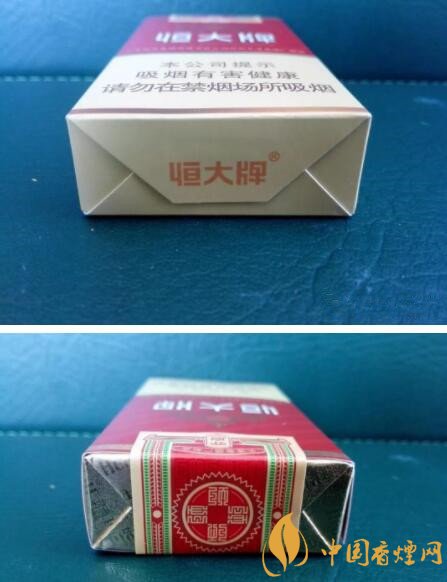 恒大牌
本公司提示
吸烟有害健康
请勿在禁烟场所吸烟
恒大牌®
恒大牌
中国香烟网